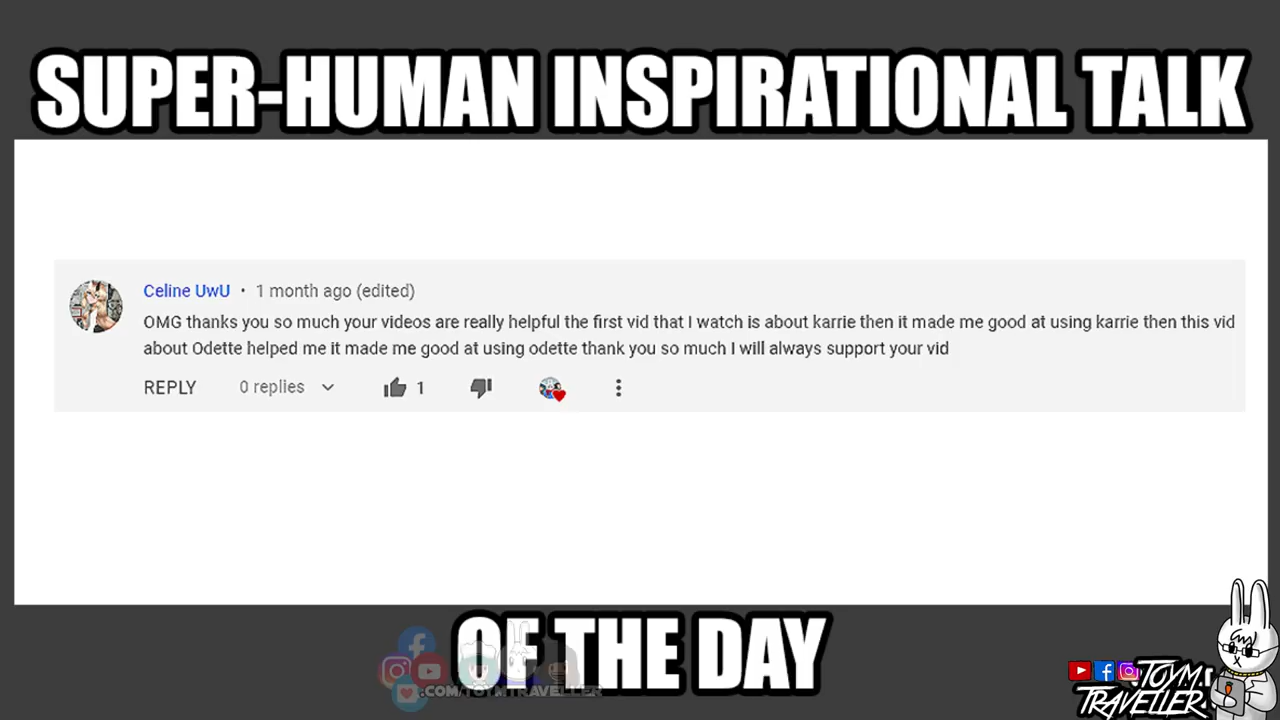 SUPER-HUMAN INSPIRATIONAL TALK
Celine UwU • 1 month ago (edited)
OMG thanks you so much your videos are really helpful the first vid that I watch is about karrie then it made me good at using karrie then this vid
about Odette helped me it made me good at using odette thank you so much I will always support your vid
REPLY 0 replies 1
OF THE DAY
.COM/TOYMTRAVELLER
TOYM.
TRAVELLER